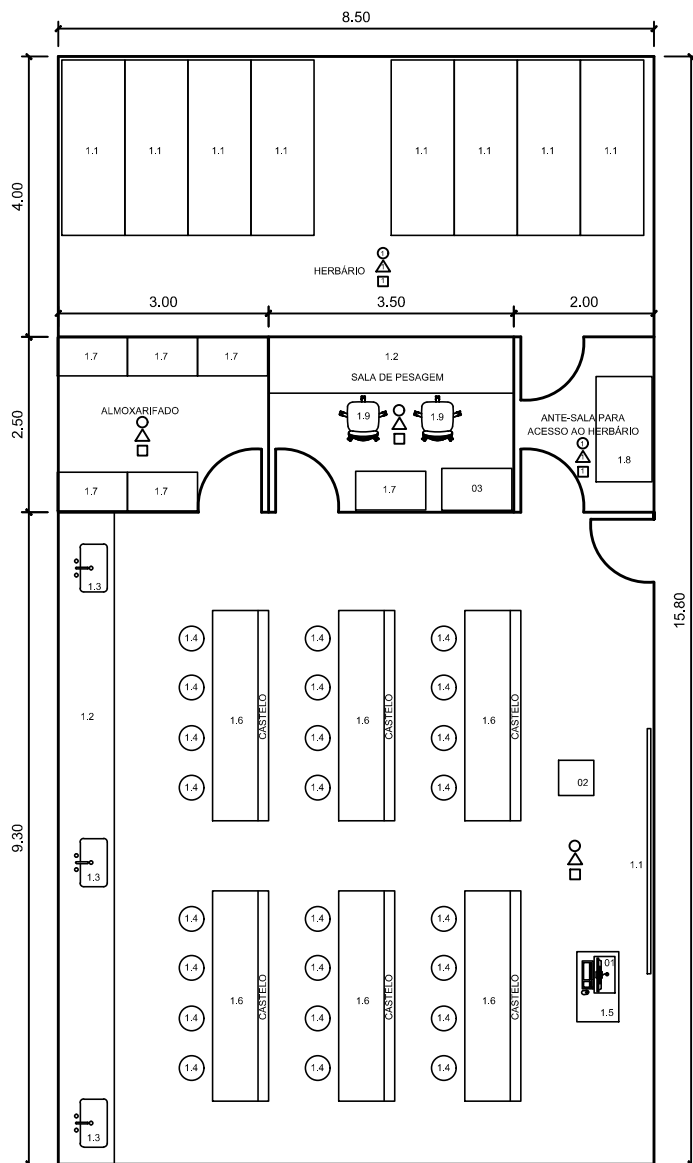 8.50
1.1 1.1 1.1 1.1 1.1 1.1 1.1 1.1
4.00
1
HERBÁRIO 1
1
3.00 3.50 2.00
1.7 1.7 1.7 1.2
SALA DE PESAGEM
ALMOXARIFADO 1.9 1.9 ANTE-SALA PARA
ACESSO AO HERBÁRIO
2.50
1
1
1
1.8
1.7 1.7 1.7 03
1.3
15.80
1.4 1.4 1.4
1.4 1.4 1.4
1.2 1.6 CASTELO 1.6 CASTELO 1.6 CASTELO
1.4 1.4 1.4
1.4 1.4 1.4
02
9.30
1.3
1.1
1.4 1.4 1.4
1.4 1.4 1.4
01
1.6 CASTELO 1.6 CASTELO 1.6 CASTELO
1.5
1.4 1.4 1.4
1.4 1.4 1.4
1.3